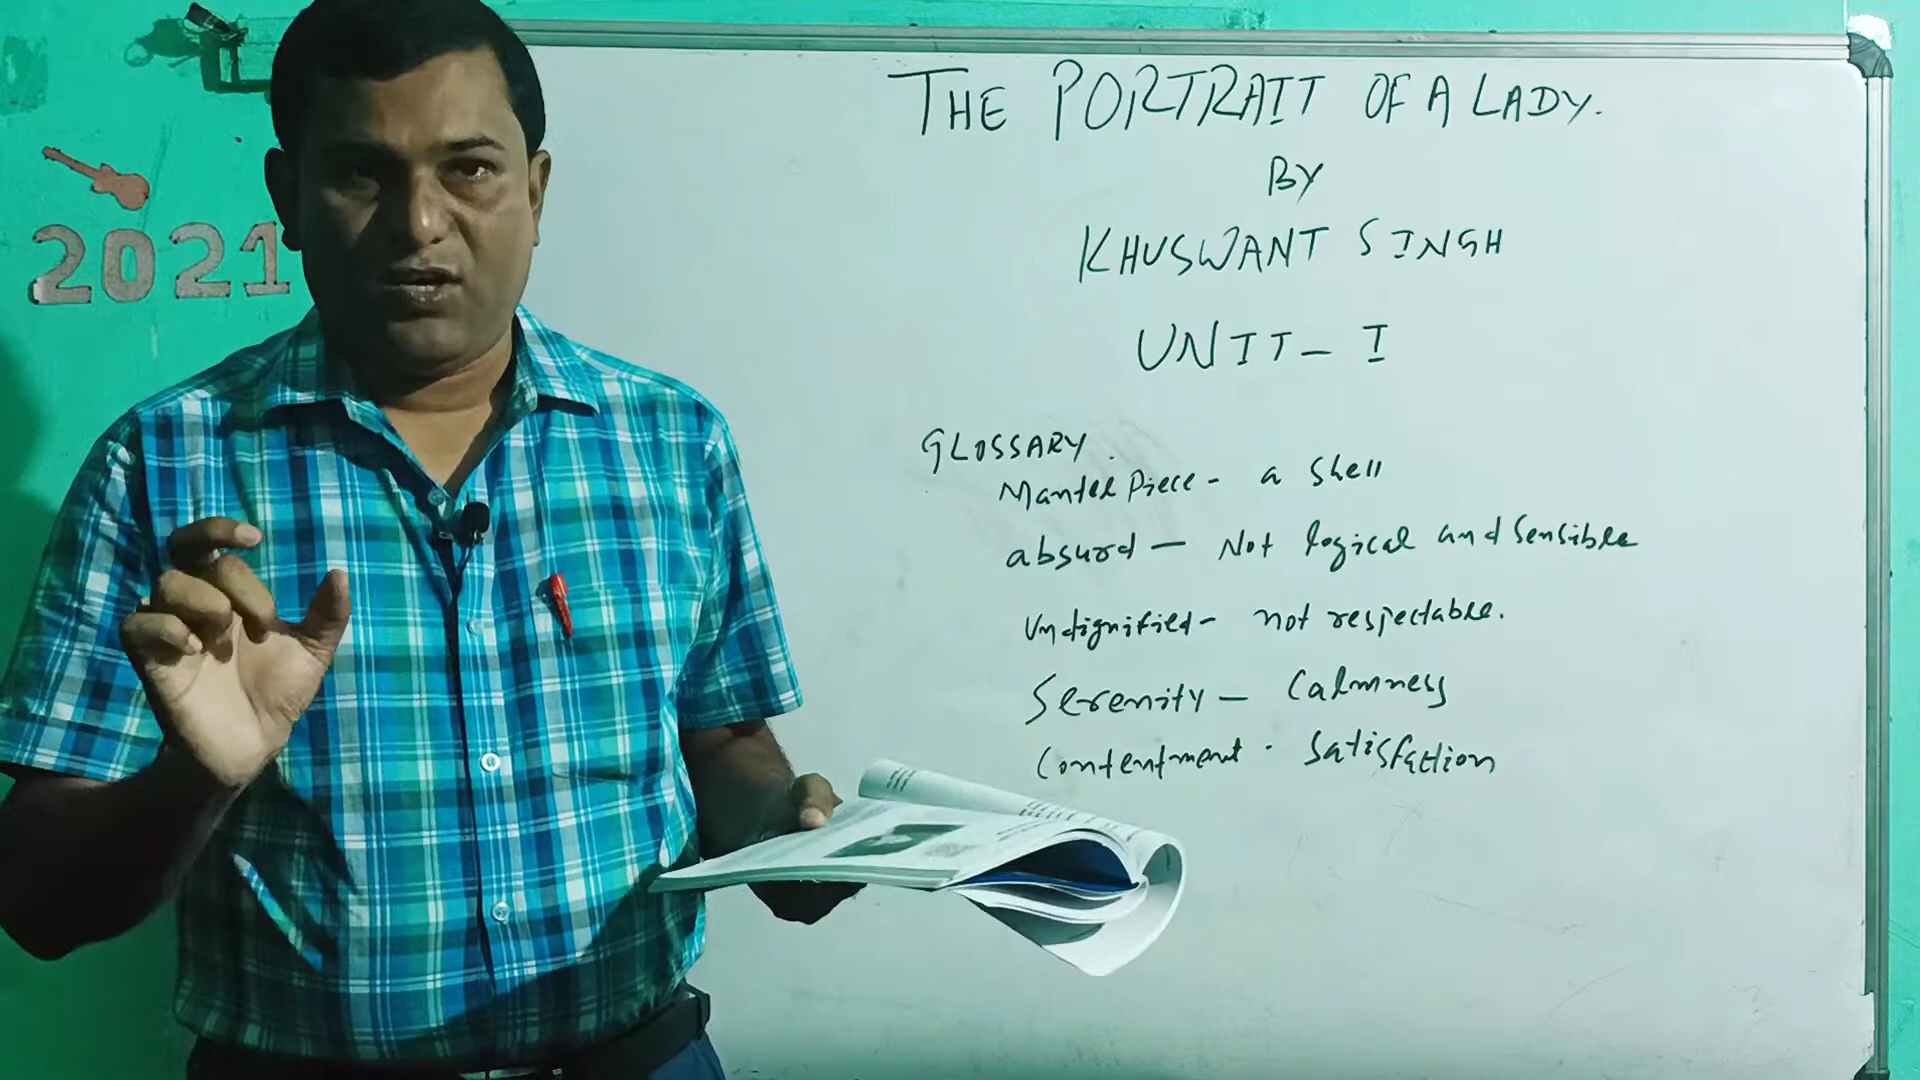 2021
THE PORTRAIT OF A LADY.
BY
KHUSWANT SINGH
UNIT - I
GLOSSARY.
Mantel Piece - a Shell
absurd - Not logical and Sensible
Undignified - not respectable.
Serenity - Calmness
Contentment - Satisfaction